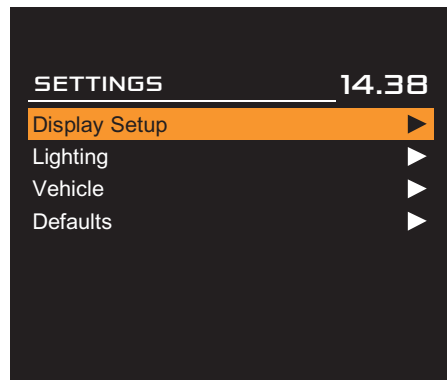 SETTINGS 14.38
Display Setup
Lighting
Vehicle
Defaults